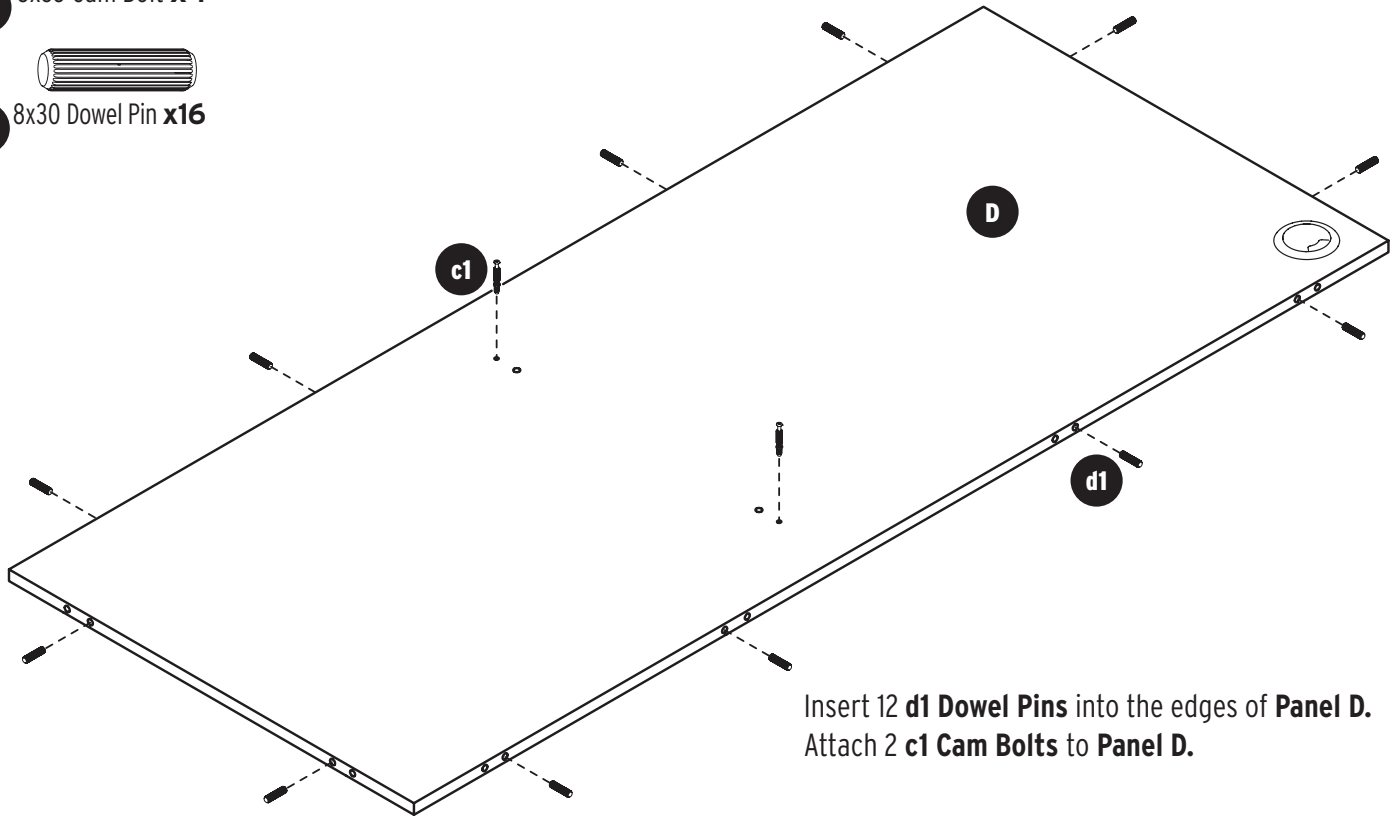 8x30 Dowel Pin x16
c1
D
d1
Insert 12 d1 Dowel Pins into the edges of Panel D.
Attach 2 c1 Cam Bolts to Panel D.